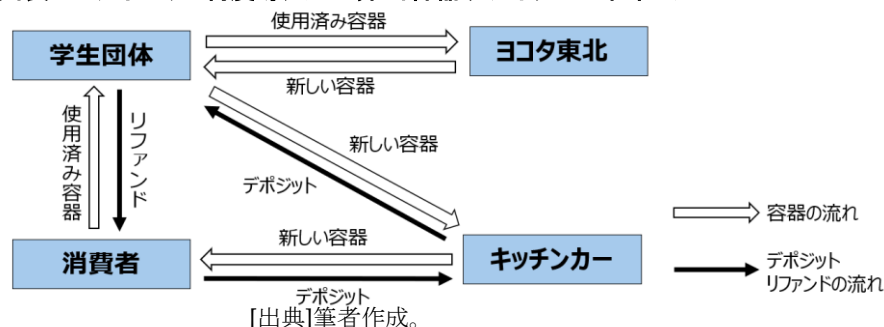 使用済み容器
学生団体
ヨコタ東北
新しい容器
使用済み容器
リファンド
新しい容器
デポジット
容器の流れ
新しい容器
消費者
キッチンカー
デポジット
リファンドの流れ
デポジット
[出典]筆者作成。